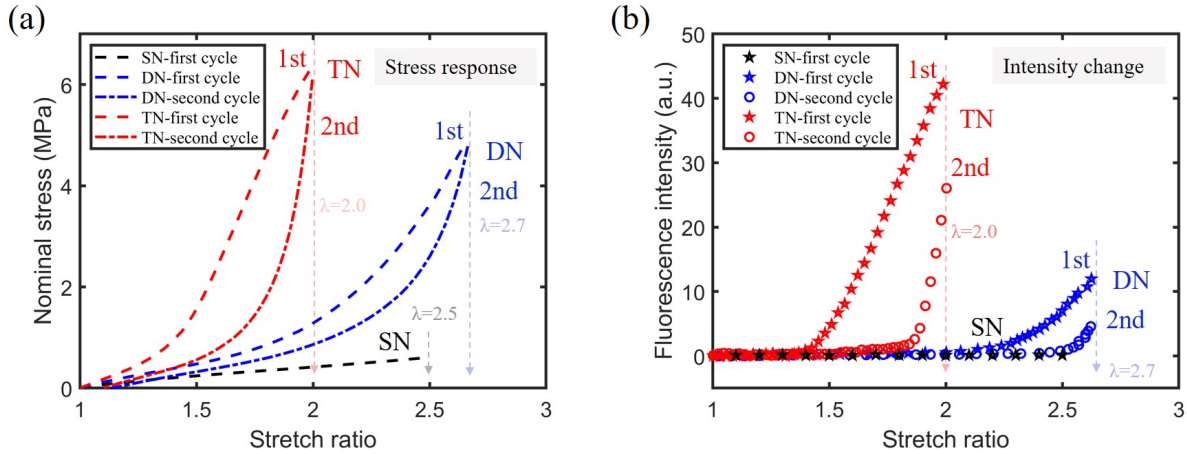 (a)
Nominal stress (MPa)
6
4
2
0
SN-first cycle
DN-first cycle
DN-second cycle
TN-first cycle
TN-second cycle
1st
TN
2nd
Stress response
λ=2.0
1st
DN
2nd
λ=2.7
λ=2.5
SN
1
1.5
2
2.5
3
Stretch ratio
(b)
Fluorescence intensity (a.u.)
50
40
30
20
10
0
SN-first cycle
DN-first cycle
DN-second cycle
TN-first cycle
TN-second cycle
1st
TN
2nd
Intensity change
λ=2.0
1st
DN
SN
2nd
λ=2.7
1
1.5
2
2.5
3
Stretch ratio